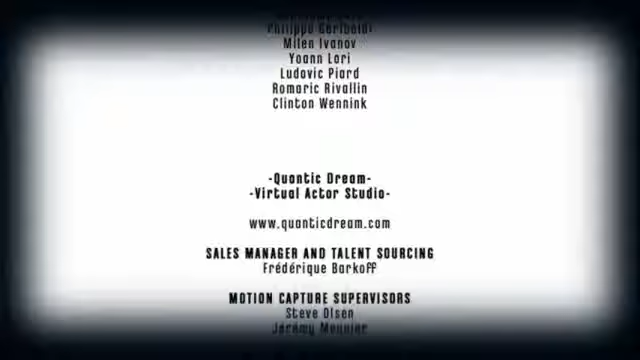 Philippe Geribaldi
Milen Ivanov
Yoann Lori
Ludovic Piard
Romaric Rivallin
Clinton Wennink
-Quantic Dream-
-Virtual Actor Studio-
www.quanticdream.com
SALES MANAGER AND TALENT SOURCING
Frédérique Barkoff
MOTION CAPTURE SUPERVISORS
Steve Olsen
Jérémy Meunier